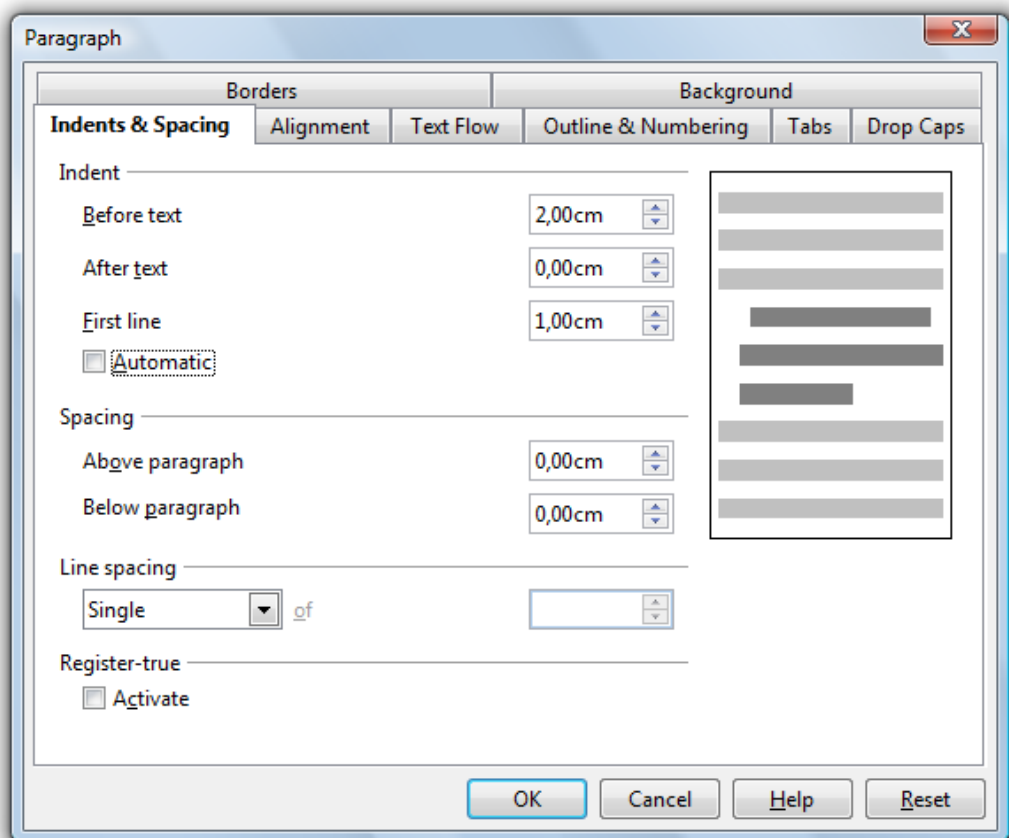 Paragraph
Borders Background
Indents & Spacing Alignment Text Flow Outline & Numbering Tabs Drop Caps
Indent
Before text 2,00cm
After text 0,00cm
First line 1,00cm
Automatic
Spacing
Above paragraph 0,00cm
Below paragraph 0,00cm
Line spacing
Single of
Register-true
Activate
OK Cancel Help Reset